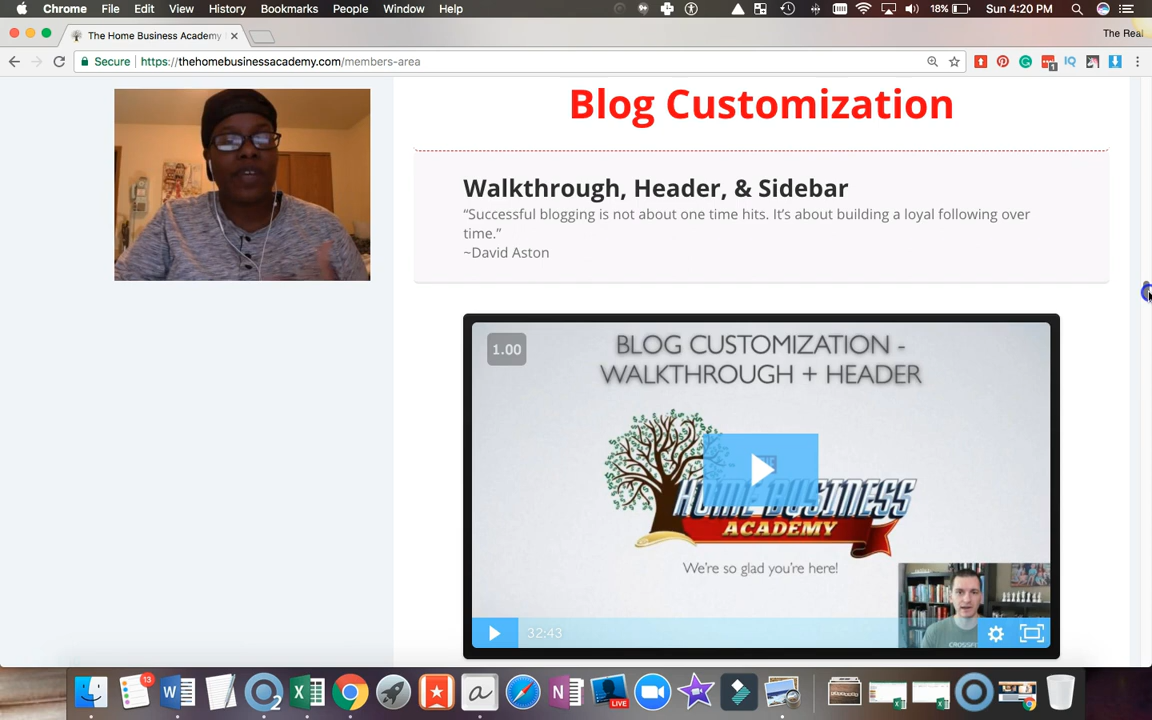 Chrome File Edit View History Bookmarks People Window Help 18% Sun 4:20 PM
The Home Business Academy
The Real
Secure https://thehomebusinessacademy.com/members-area
1
Blog Customization
Walkthrough, Header, & Sidebar
“Successful blogging is not about one time hits. It’s about building a loyal following over
time.”
~David Aston
1.00
BLOG CUSTOMIZATION -
WALKTHROUGH + HEADER
HOME BUSINESS
ACADEMY
We're so glad you're here!
32:43
13
LIVE